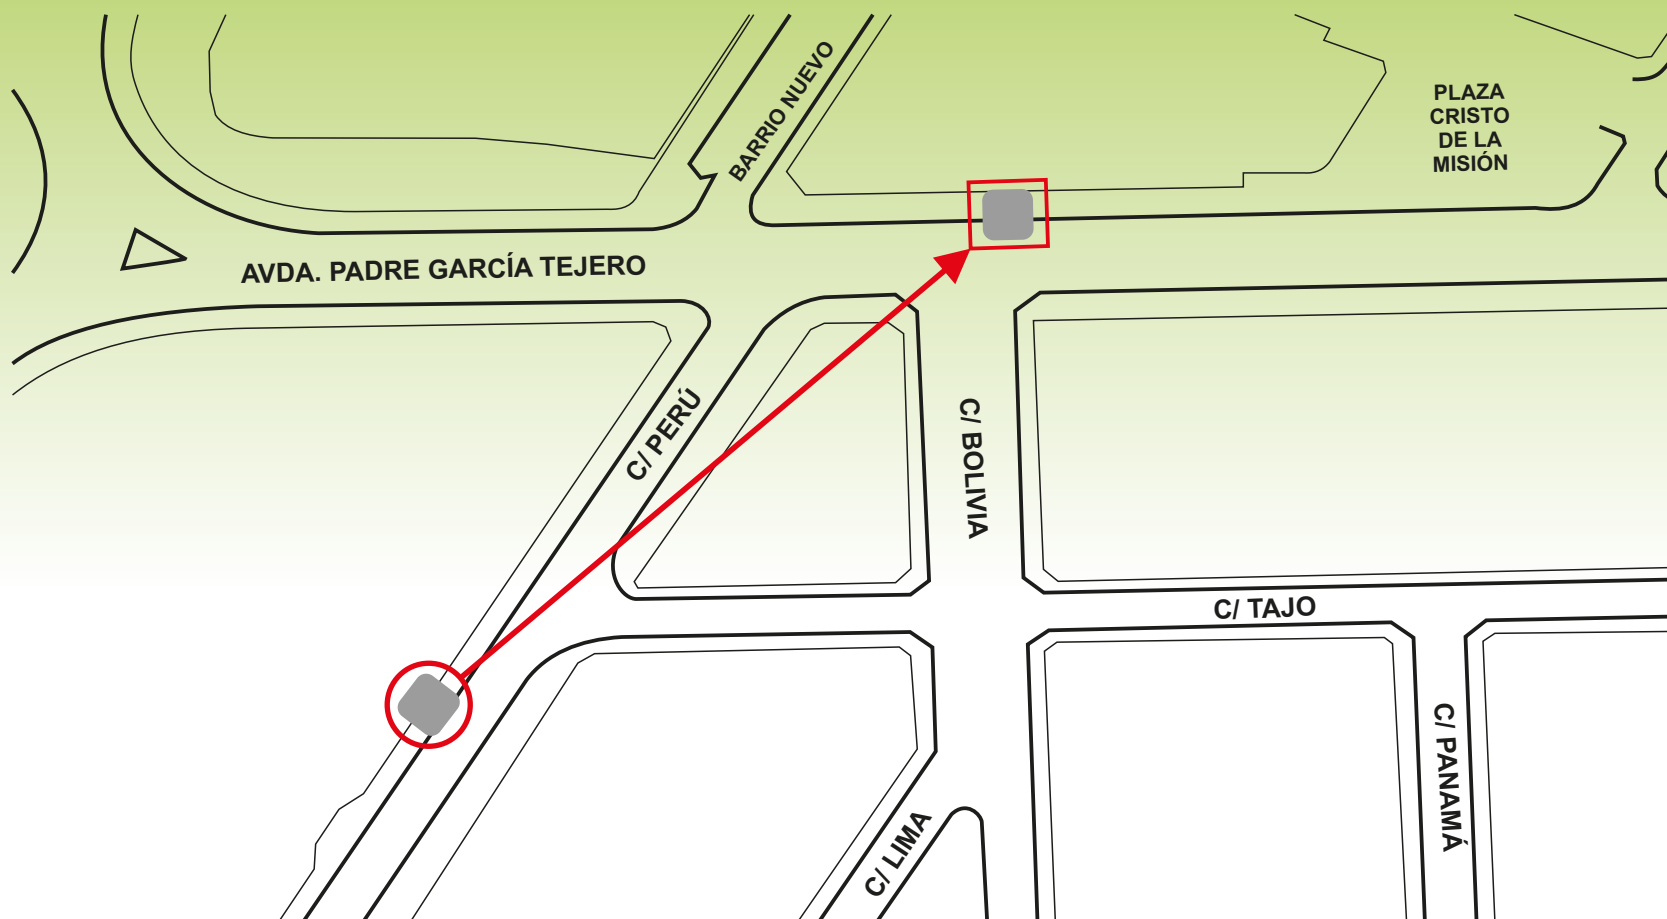 BARRIO NUEVO
PLAZA
CRISTO
DE LA
MISIÓN
AVDA. PADRE GARCÍA TEJERO
C/ PERÚ
C/ BOLIVIA
C/ TAJO
C/ PANAMÁ
C/ LIMA